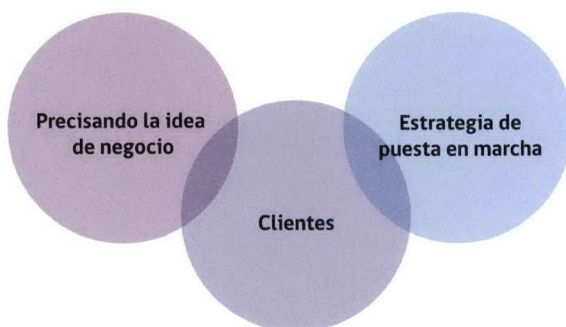 Precisando la idea
de negocio
Estrategia de
puesta en marcha
Clientes